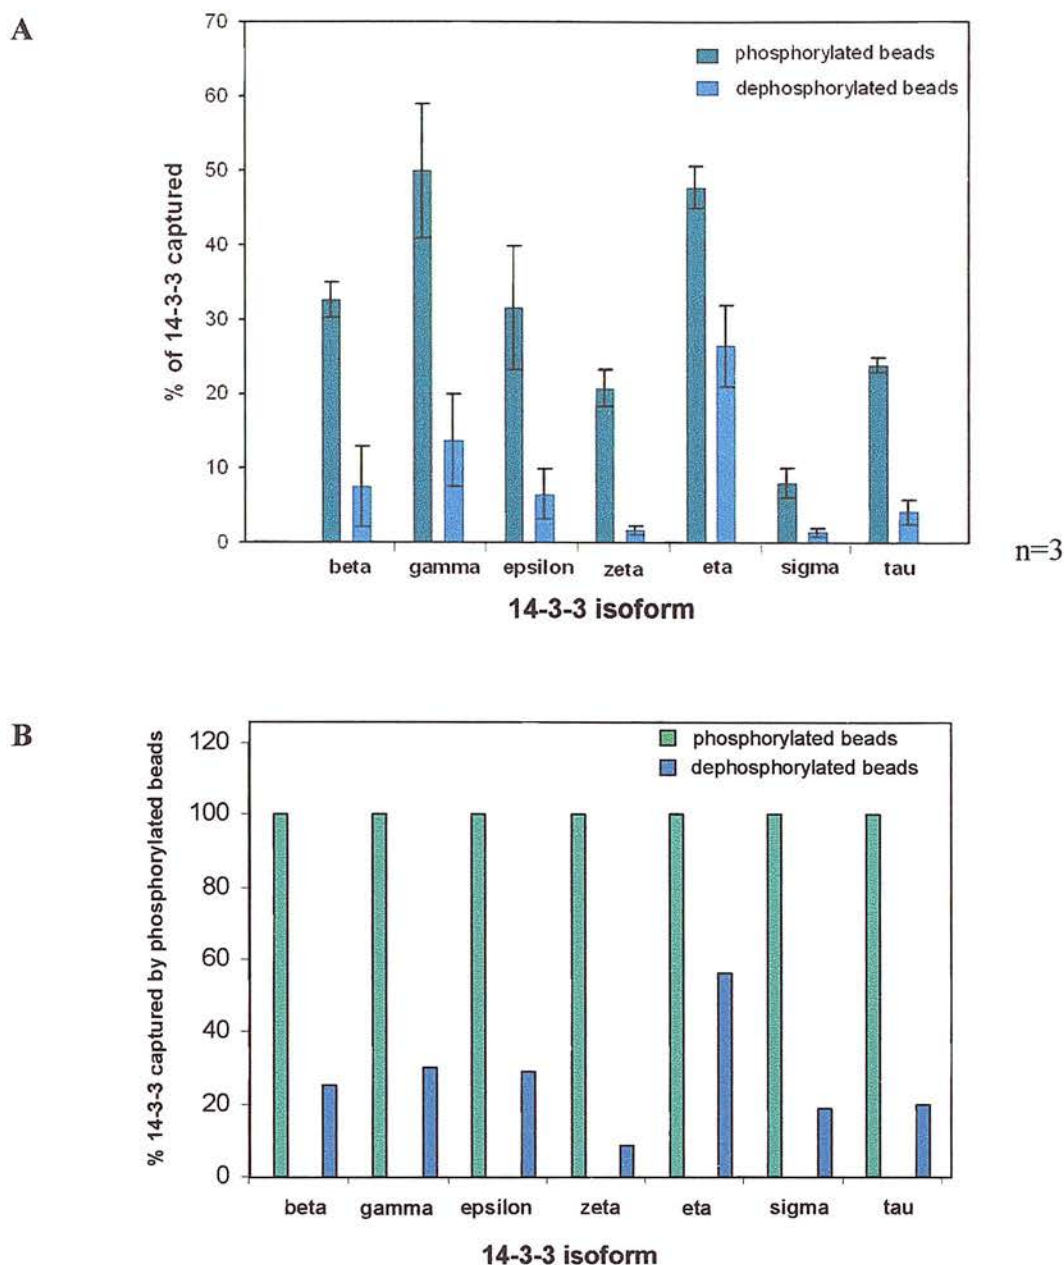 A
70
60
50
40
30
20
10
0
% of 14-3-3 captured
phosphorylated beads
dephosphorylated beads
beta gamma epsilon zeta eta sigma tau
14-3-3 isoform
n=3
B
120
100
80
60
40
20
0
% 14-3-3 captured by phosphorylated beads
phosphorylated beads
dephosphorylated beads
beta gamma epsilon zeta eta sigma tau
14-3-3 isoform